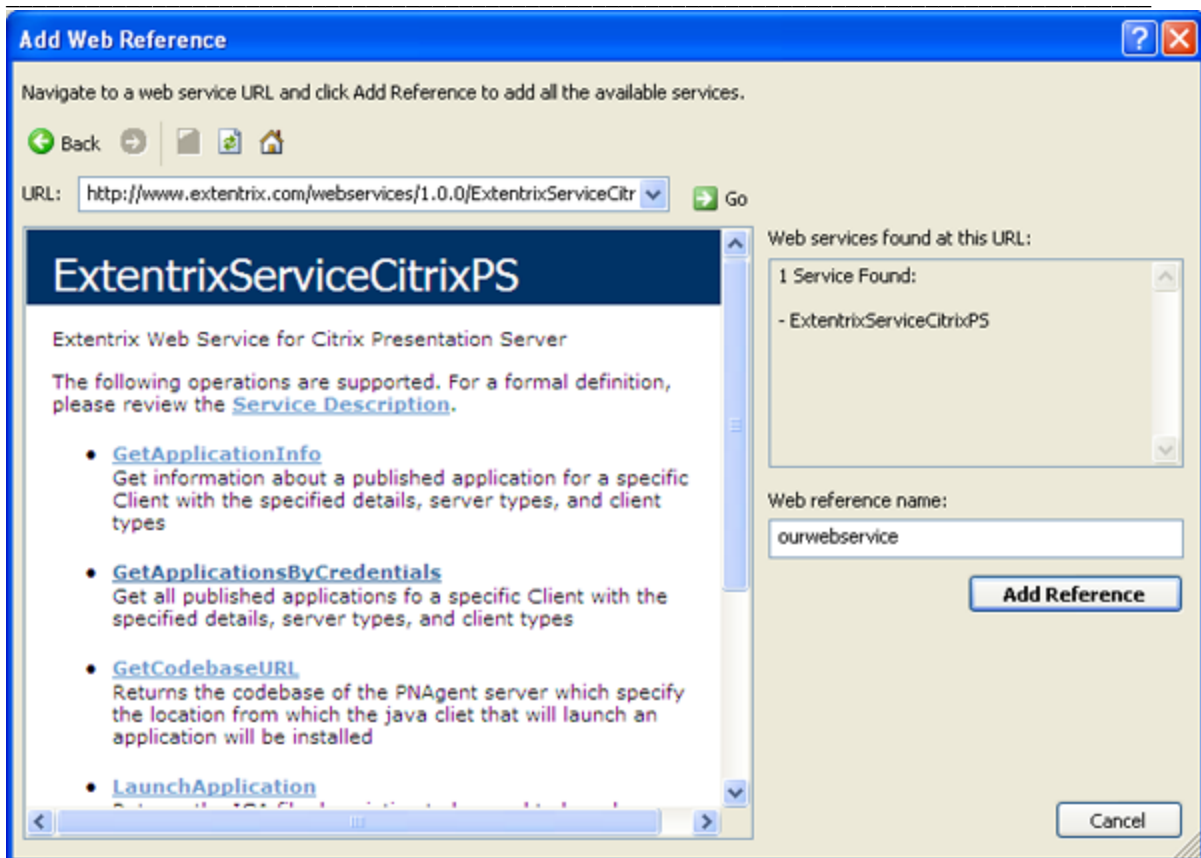 Add Web Reference
Navigate to a web service URL and click Add Reference to add all the available services.
Back
URL: http://www.extentrix.com/webservices/1.0.0/ExtentrixServiceCitr Go
ExtentrixServiceCitrixPS
Extentrix Web Service for Citrix Presentation Server
The following operations are supported. For a formal definition,
please review the Service Description.
• GetApplicationInfo
Get information about a published application for a specific
Client with the specified details, server types, and client
types
• GetApplicationsByCredentials
Get all published applications fo a specific Client with the
specified details, server types, and client types
• GetCodebaseURL
Returns the codebase of the PNAgent server which specify
the location from which the java cliet that will launch an
application will be installed
• LaunchApplication
Web services found at this URL:
1 Service Found:
- ExtentrixServiceCitrixPS
Web reference name:
ourwebservice
Add Reference
Cancel